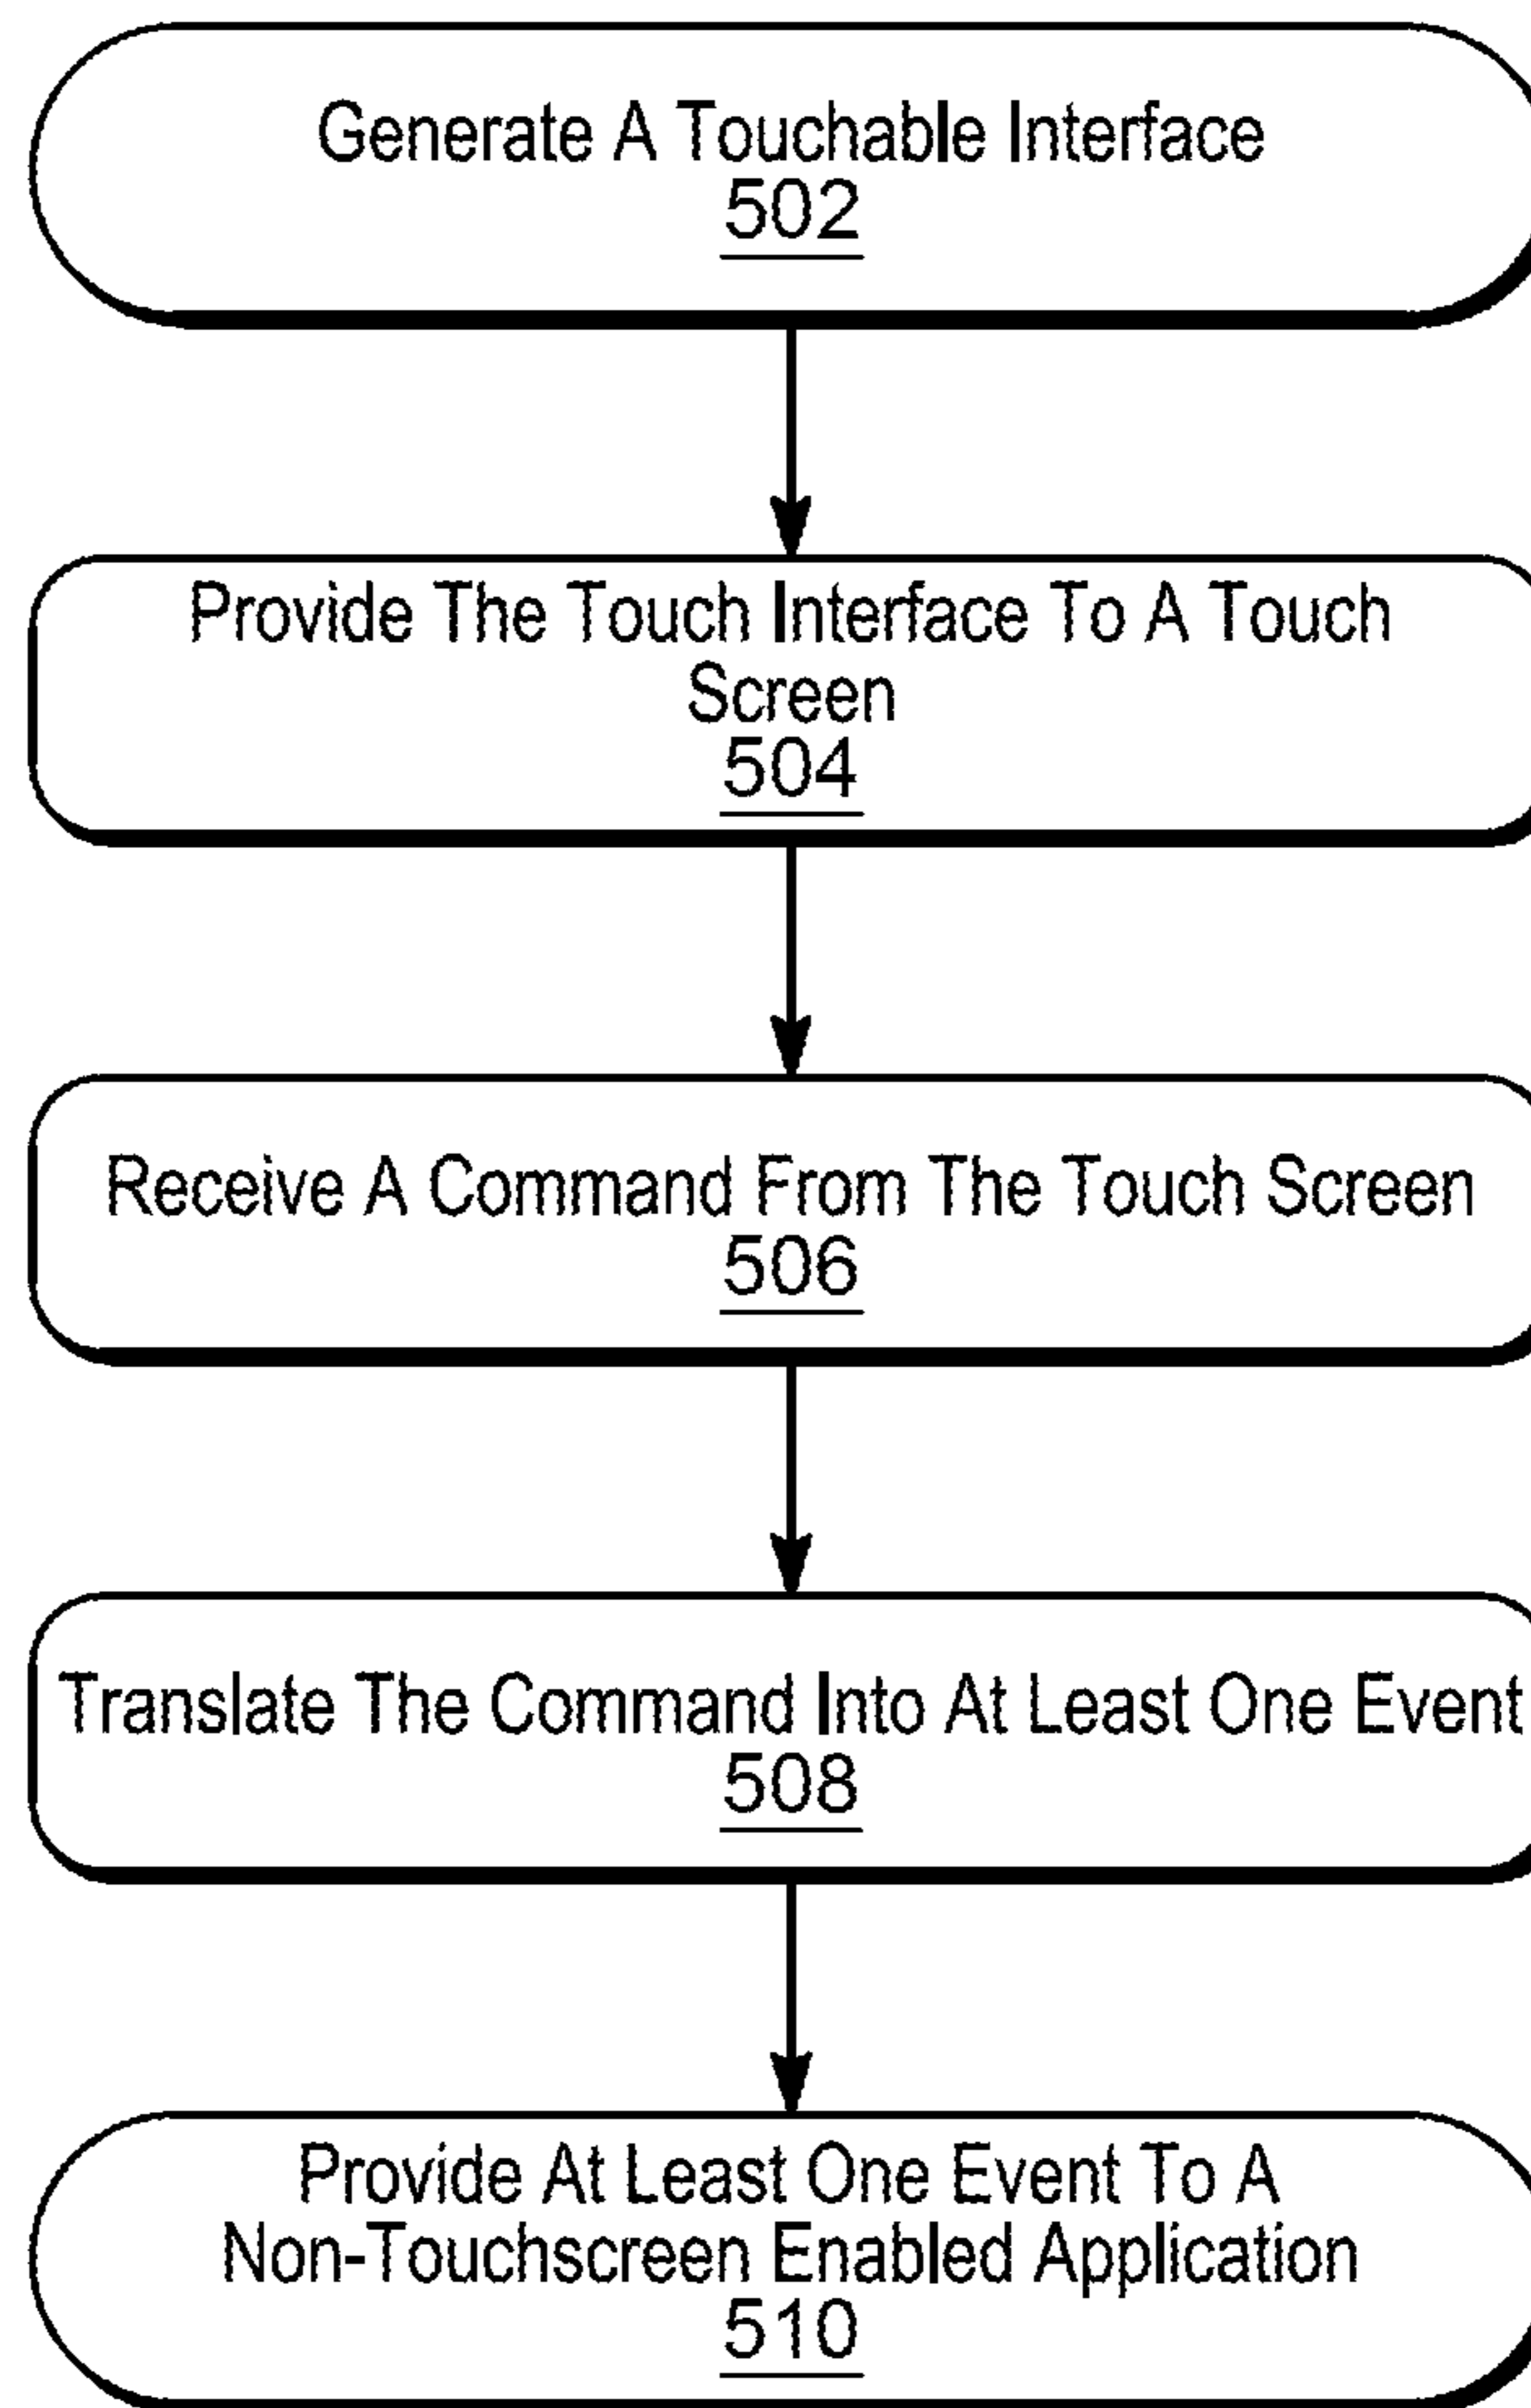 Generate A Touchable Interface
502
Provide The Touch Interface To A Touch
Screen
504
Receive A Command From The Touch Screen
506
Translate The Command Into At Least One Event
508
Provide At Least One Event To A
Non-Touchscreen Enabled Application
510